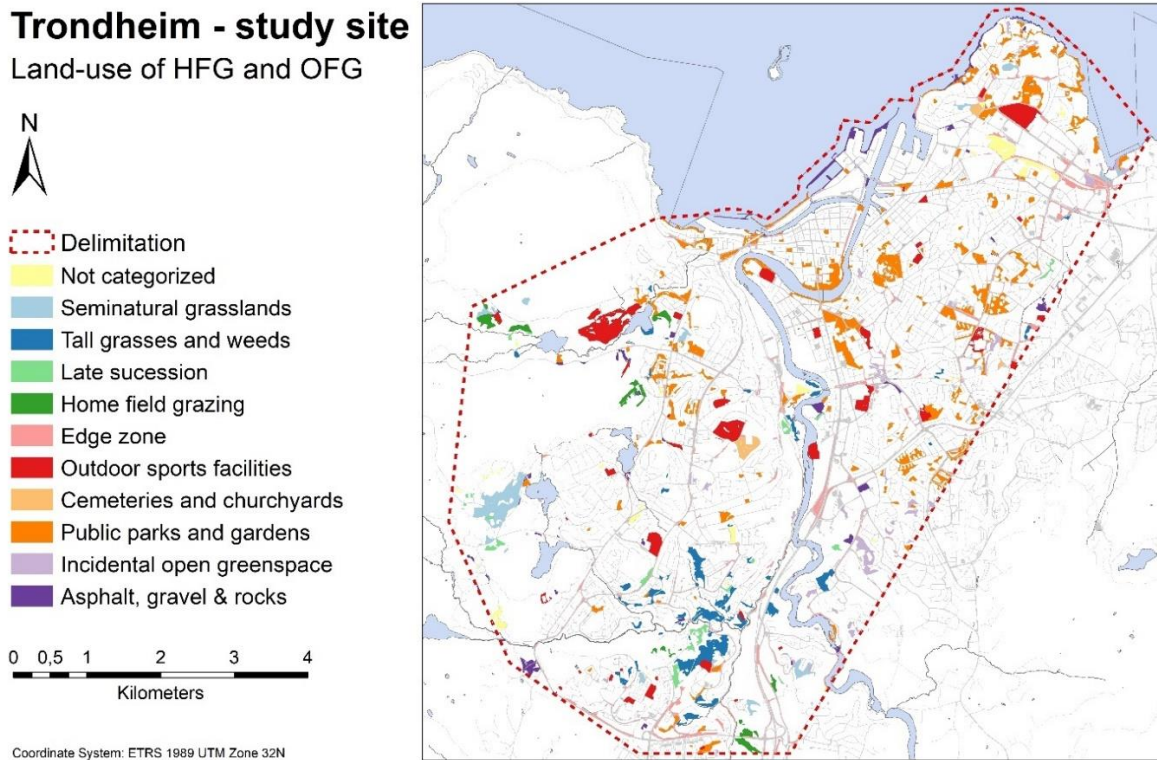 Trondheim - study site
Land-use of HFG and OFG
N
Delimitation
Not categorized
Seminatural grasslands
Tall grasses and weeds
Late sucession
Home field grazing
Edge zone
Outdoor sports facilities
Cemeteries and churchyards
Public parks and gardens
Incidental open greenspace
Asphalt, gravel & rocks
0 0,5 1 2 3 4
Kilometers
Coordinate System: ETRS 1989 UTM Zone 32N